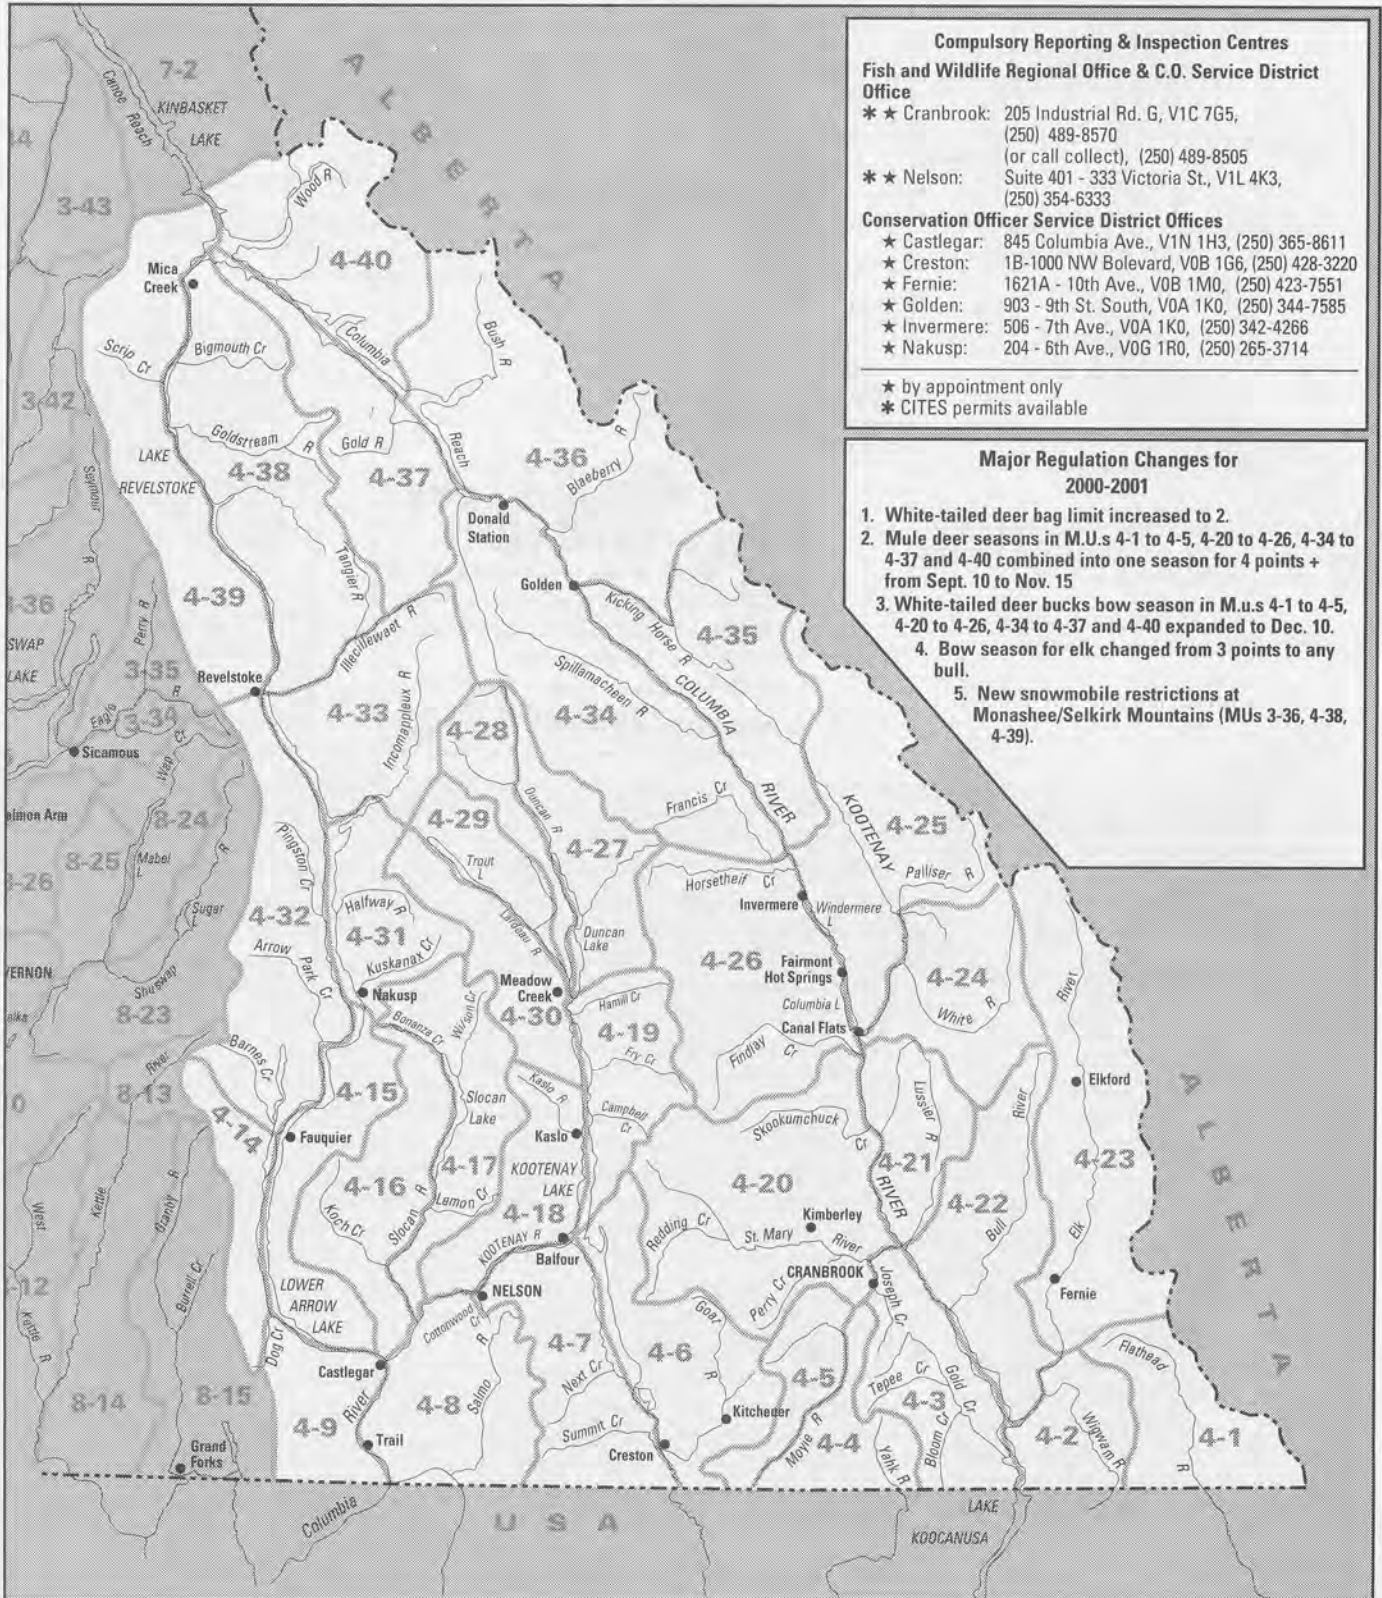 Compulsory Reporting & Inspection Centres
Fish and Wildlife Regional Office & C.O. Service District
Office
✱ ★ Cranbrook: 205 Industrial Rd. G, V1C 7G5,
(250) 489-8570
(or call collect), (250) 489-8505
✱ ★ Nelson: Suite 401 - 333 Victoria St., V1L 4K3,
(250) 354-6333
Conservation Officer Service District Offices
★ Castlegar: 845 Columbia Ave., V1N 1H3, (250) 365-8611
★ Creston: 1B-1000 NW Bolevard, V0B 1G6, (250) 428-3220
★ Fernie: 1621A - 10th Ave., V0B 1M0, (250) 423-7551
★ Golden: 903 - 9th St. South, V0A 1K0, (250) 344-7585
★ Invermere: 506 - 7th Ave., V0A 1K0, (250) 342-4266
★ Nakusp: 204 - 6th Ave., V0G 1R0, (250) 265-3714
★ by appointment only
✱ CITES permits available
Major Regulation Changes for
2000-2001
1. White-tailed deer bag limit increased to 2.
2. Mule deer seasons in M.U.s 4-1 to 4-5, 4-20 to 4-26, 4-34 to
4-37 and 4-40 combined into one season for 4 points +
from Sept. 10 to Nov. 15
3. White-tailed deer bucks bow season in M.u.s 4-1 to 4-5,
4-20 to 4-26, 4-34 to 4-37 and 4-40 expanded to Dec. 10.
4. Bow season for elk changed from 3 points to any
bull.
5. New snowmobile restrictions at
Monashee/Selkirk Mountains (MUs 3-36, 4-38,
4-39).
7-2
Canoe Reach
KINBASKET
LAKE
ALBERTA
3-43
Wood R
4-40
Mica
Creek
Columbia
Bush R
Scrip Cr
Bigmouth Cr
3-42
Goldstream R
Gold R
Reach
LAKE
REVELSTOKE
4-38
4-37
4-36
Blaeberry R
Seymour R
Donald
Station
Tangier R
Golden
4-39
Perry R
Illecillewaet R
Kicking Horse R
4-35
SWAP
LAKE
3-35
Revelstoke
Eagle R
3-34
Sicamous
4-33
Incomappleux R
4-28
Spillamacheen R
4-34
COLUMBIA
RIVER
Wap Cr
8-24
Duncan R
Francis Cr
KOOTENAY
4-25
4-29
4-27
Pingston Cr
8-25
Mabel
L
Trout
L
Horsetheif Cr
Palliser R
8-26
Sugar
L
Halfway R
Lardeau R
Invermere
Windermere
L
4-32
4-31
Duncan
Lake
Arrow Park Cr
Kuskanax Cr
4-26
Fairmont
Hot Springs
4-24
River
VERNON
Shuswap
Nakusp
Meadow
Creek
4-30
Hamill Cr
Columbia L
White R
8-23
Wilson Cr
Bonanza Cr
4-19
Canal Flats
River
Barnes Cr
Fry Cr
Findlay Cr
8-13
4-15
Slocan
Lake
Kaslo R
Lussier R
River
Elkford
4-14
Fauquier
Kaslo
Campbell
Cr
Skookumchuck
Cr
ALBERTA
KOOTENAY
LAKE
4-21
4-23
4-17
4-16
4-20
RIVER
4-22
West
Kettle
Granby R
Koch Cr
Slocan R
Lemon Cr
4-18
Redding Cr
Kimberley
St. Mary River
Bull
Elk
KOOTENAY R
Balfour
CRANBROOK
Burrell Cr
LOWER
ARROW
LAKE
NELSON
Perry Cr
Joseph Cr
Fernie
Kettle R
Dog Cr
Cottonwood
Cr
Goat R
Flathead R
Castlegar
4-7
4-6
4-5
Tepee Cr
Gold Cr
8-14
8-15
River
4-8
Salmo R
Next Cr
4-3
4-9
Kitchener
Moyie R
Bloom Cr
4-2
Wigwam R
4-1
Grand
Forks
Trail
Summit Cr
Creston
4-4
Yahk R
Columbia
USA
LAKE
KOOCANUSA